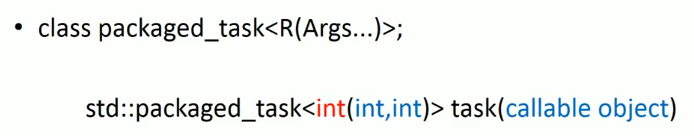 • class packaged_task<R(Args...)>;
std::packaged_task<int(int,int)> task(callable object)